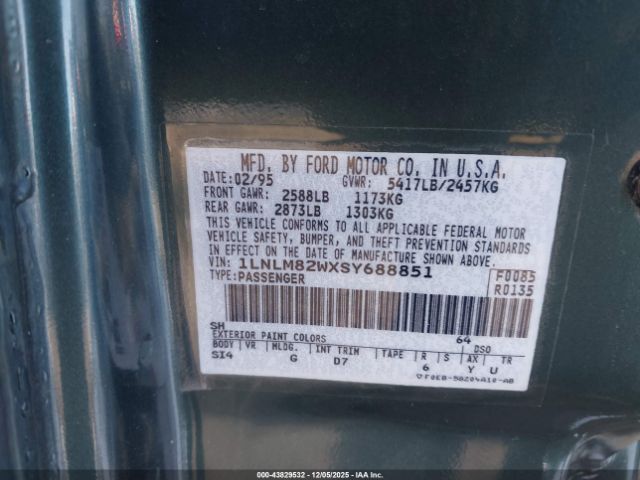 MFD. BY FORD MOTOR CO. IN U.S.A.
DATE: 02/95 GVWR: 5417LB/2457KG
FRONT GAWR: 2588LB 1173KG
REAR GAWR: 2873LB 1303KG
THIS VEHICLE CONFORMS TO ALL APPLICABLE FEDERAL MOTOR
VEHICLE SAFETY, BUMPER, AND THEFT PREVENTION STANDARDS
IN EFFECT ON THE DATE OF MANUFACTURE SHOWN ABOVE.
VIN: 1LNLM82WXSY688851 F0085
TYPE: PASSENGER R0135
SH 64
EXTERIOR PAINT COLORS DSO
BODY VR MLDG. INT TRIM TAPE R S AX TR
SI4 G D7 6 Y U
000-43829532 - 12/05/2025 - IAAI.COM